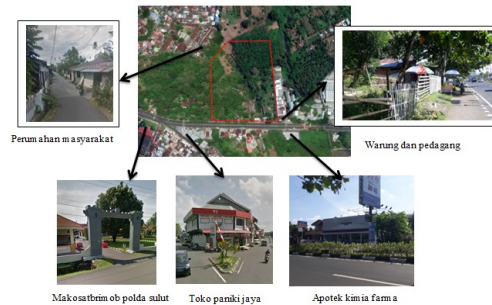 Perumahan masyarakat
Warung dan pedagang
Makosatbrimob polda sulut
Toko paniki jaya
Apotek kimia farma